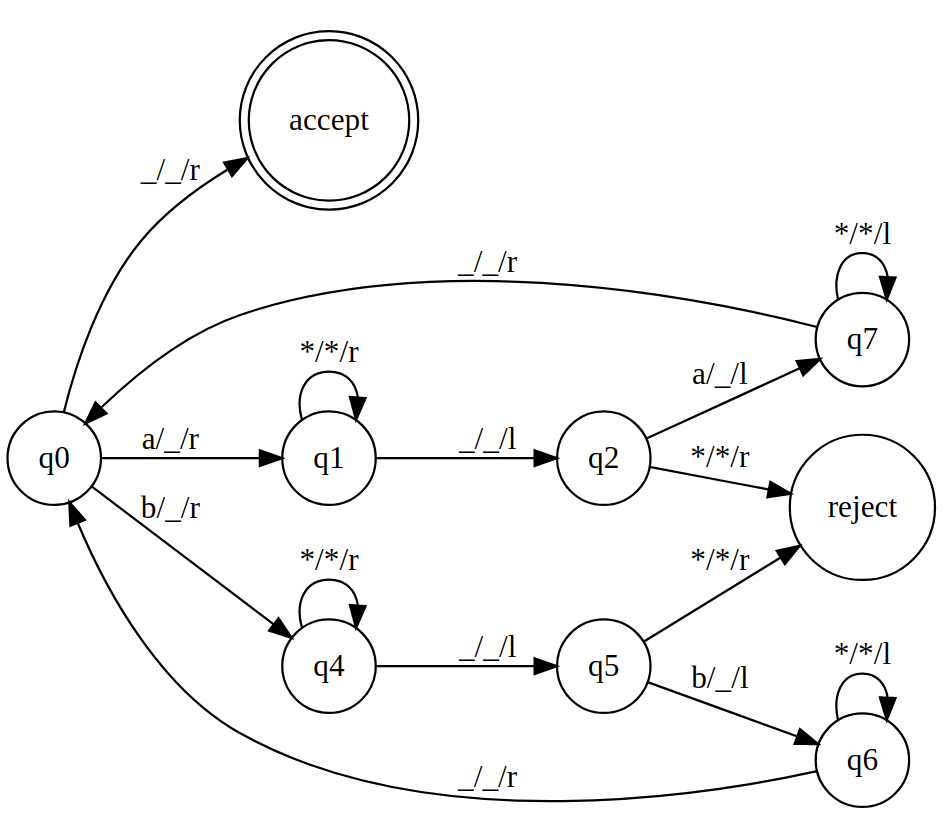 accept
_/_/r
*/*/l
_/_/r
q7
*/*/r
a/_/l
a/_/r
_/_/l
*/*/r
q0
q1
q2
b/_/r
reject
*/*/r
*/*/r
_/_/l
*/*/l
q4
q5
b/_/l
q6
_/_/r